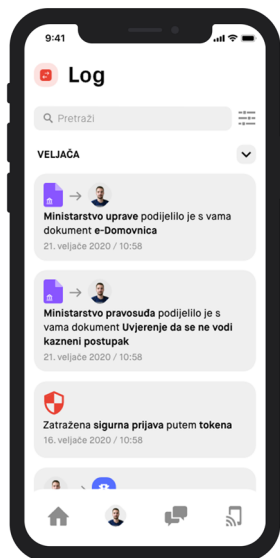 9:41
Log
Pretraži
VELJAČA
Ministarstvo uprave podijelilo je s vama
dokument e-Domovnica
21. veljače 2020 / 10:58
Ministarstvo pravosuđa podijelilo je s
vama dokument Uvjerenje da se ne vodi
kazneni postupak
21. veljače 2020 / 10:58
Zatražena sigurna prijava putem tokena
16. veljače 2020 / 10:58